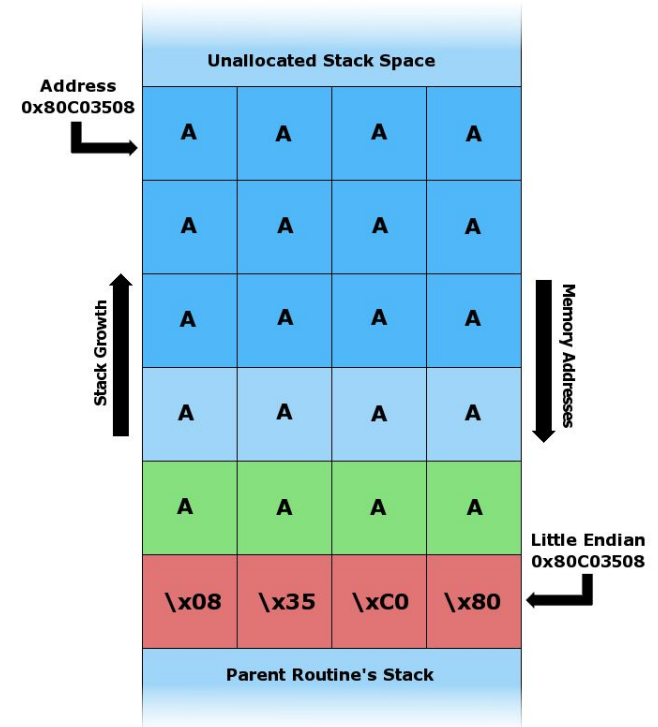 Unallocated Stack Space
Address
0x80C03508
A A A A
A A A A
Stack Growth
Memory Addresses
A A A A
A A A A
A A A A
Little Endian
0x80C03508
\x08 \x35 \xC0 \x80
Parent Routine's Stack